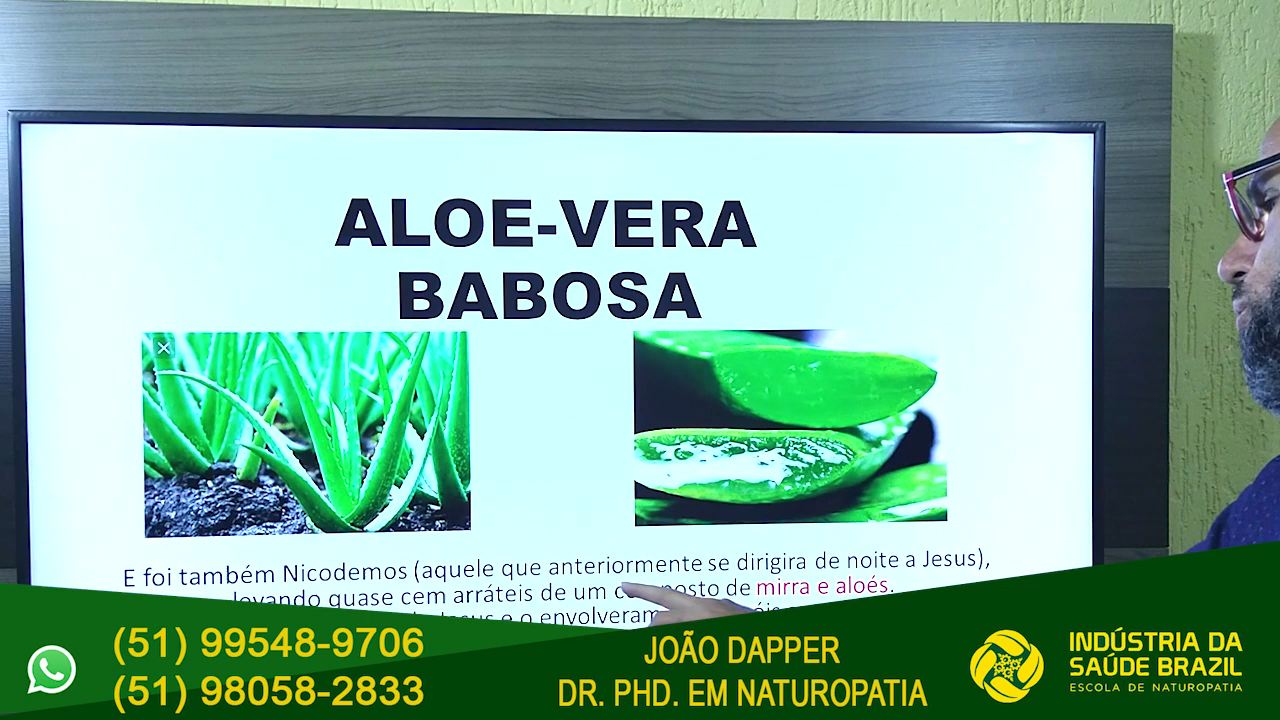 ALOE-VERA
BABOSA
E foi também Nicodemos (aquele que anteriormente se dirigira de noite a Jesus),
levando quase cem arráteis de um composto de mirra e aloés.
e o envolveram
(51) 99548-9706
(51) 98058-2833
JOÃO DAPPER
DR. PHD. EM NATUROPATIA
INDÚSTRIA DA
SAÚDE BRAZIL
ESCOLA DE NATUROPATIA